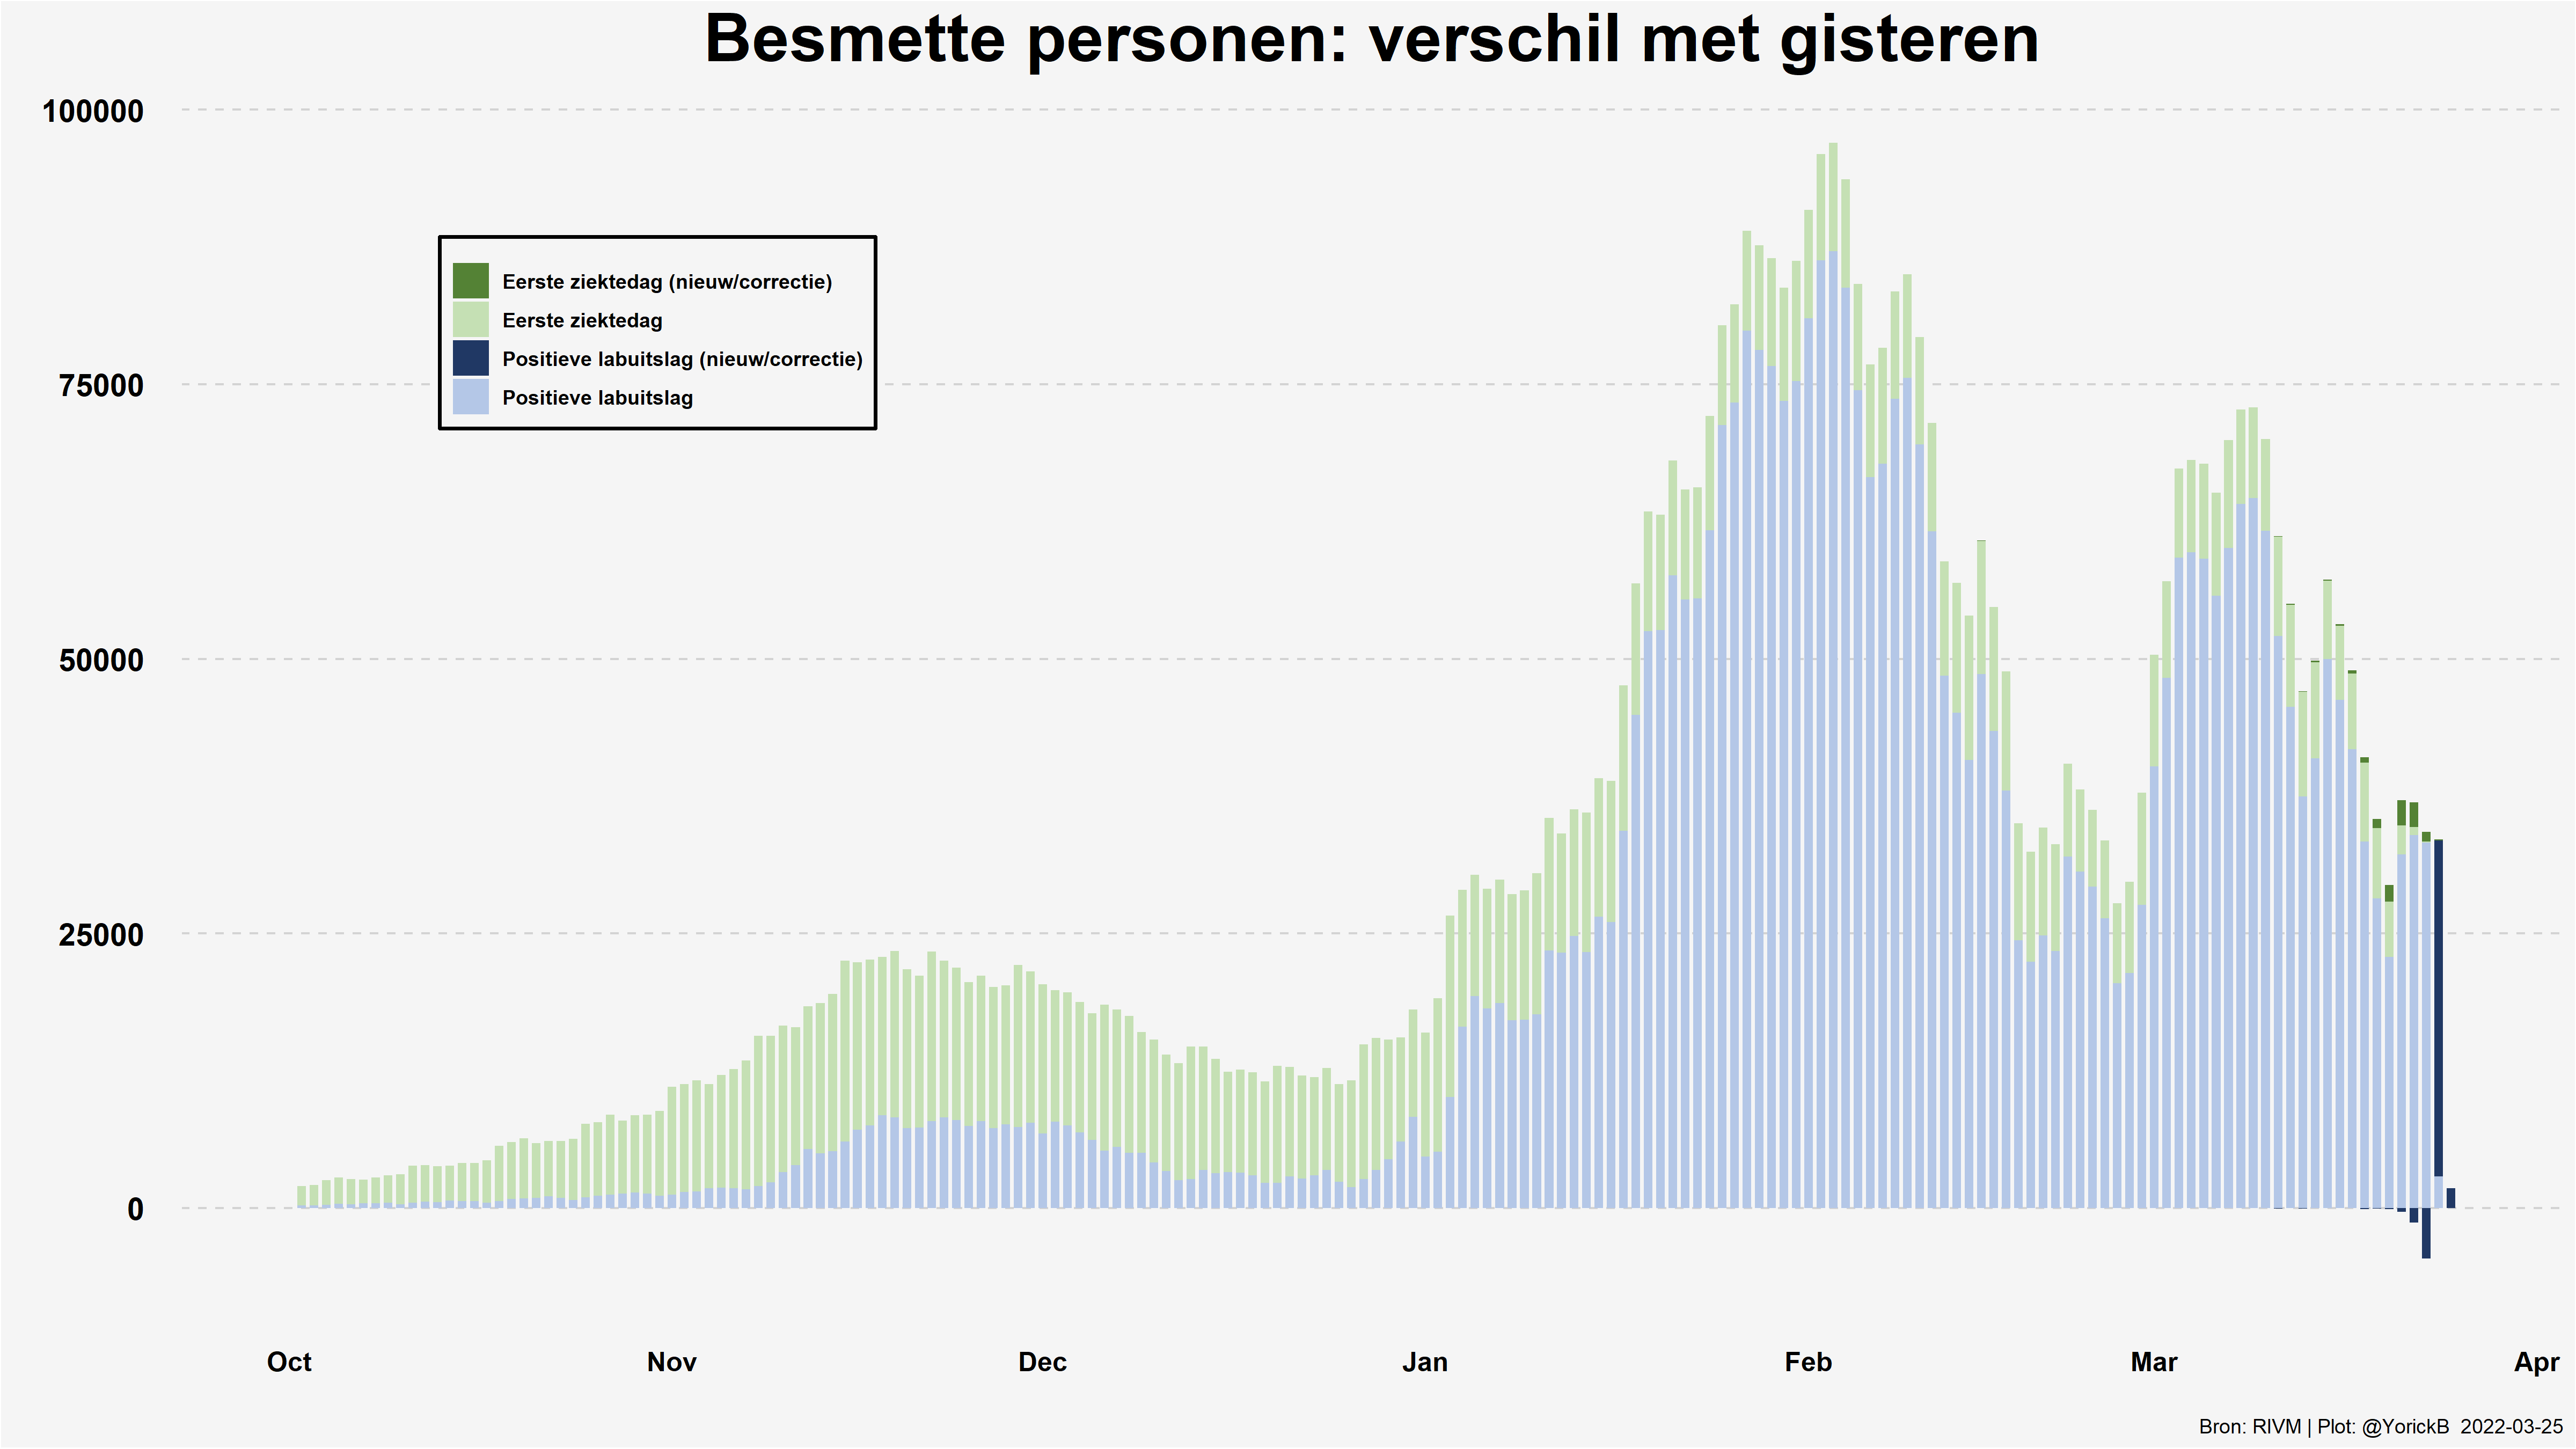 Besmette personen: verschil met gisteren
100000
75000
50000
25000
0
Eerste ziektedag (nieuw/correctie)
Eerste ziektedag
Positieve labuitslag (nieuw/correctie)
Positieve labuitslag
Oct Nov Dec Jan Feb Mar Apr
Bron: RIVM | Plot: @YorickB 2022-03-25